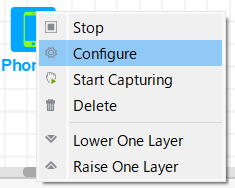 Phon
Stop
Configure
Start Capturing
Delete
Lower One Layer
Raise One Layer